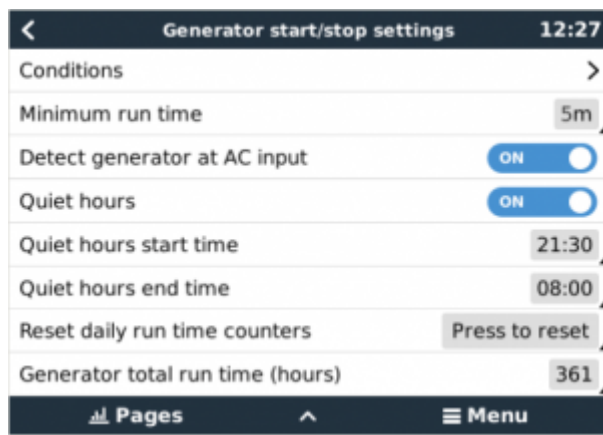 Generator start/stop settings 12:27
Conditions
Minimum run time 5m
Detect generator at AC input ON
Quiet hours ON
Quiet hours start time 21:30
Quiet hours end time 08:00
Reset daily run time counters Press to reset
Generator total run time (hours) 361
Pages Menu